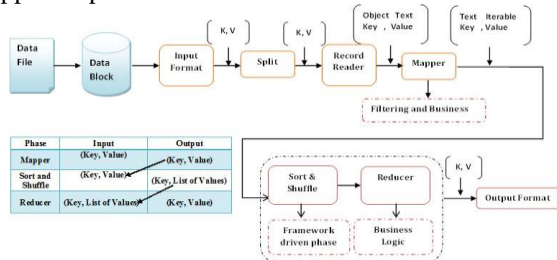 K, V
K, V
Object Text
Key , Value
Text Iterable
Key ,Value
Data
File
Data
Block
Input
Format
Split
Record
Reader
Mapper
Filtering and Business
Phase Input Output
Mapper (Key, Value) (Key, Value)
Sort and
Shuffle
(Key, Value) (Key, List of Values)
Reducer (Key, List of Values) (Key, Value)
Sort &
Shuffle
Reducer
K, V
Output Format
Framework
driven phase
Business
Logic